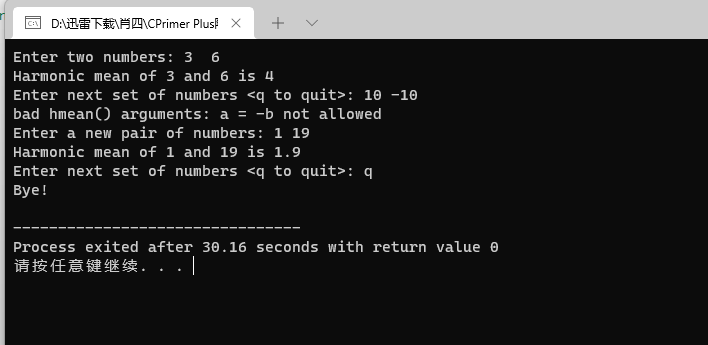 D:\迅雷下载\肖四\CPrimer Plus
Enter two numbers: 3  6
Harmonic mean of 3 and 6 is 4
Enter next set of numbers <q to quit>: 10 -10
bad hmean() arguments: a = -b not allowed
Enter a new pair of numbers: 1 19
Harmonic mean of 1 and 19 is 1.9
Enter next set of numbers <q to quit>: q
Bye!
--------------------------------
Process exited after 30.16 seconds with return value 0
请按任意键继续. . .